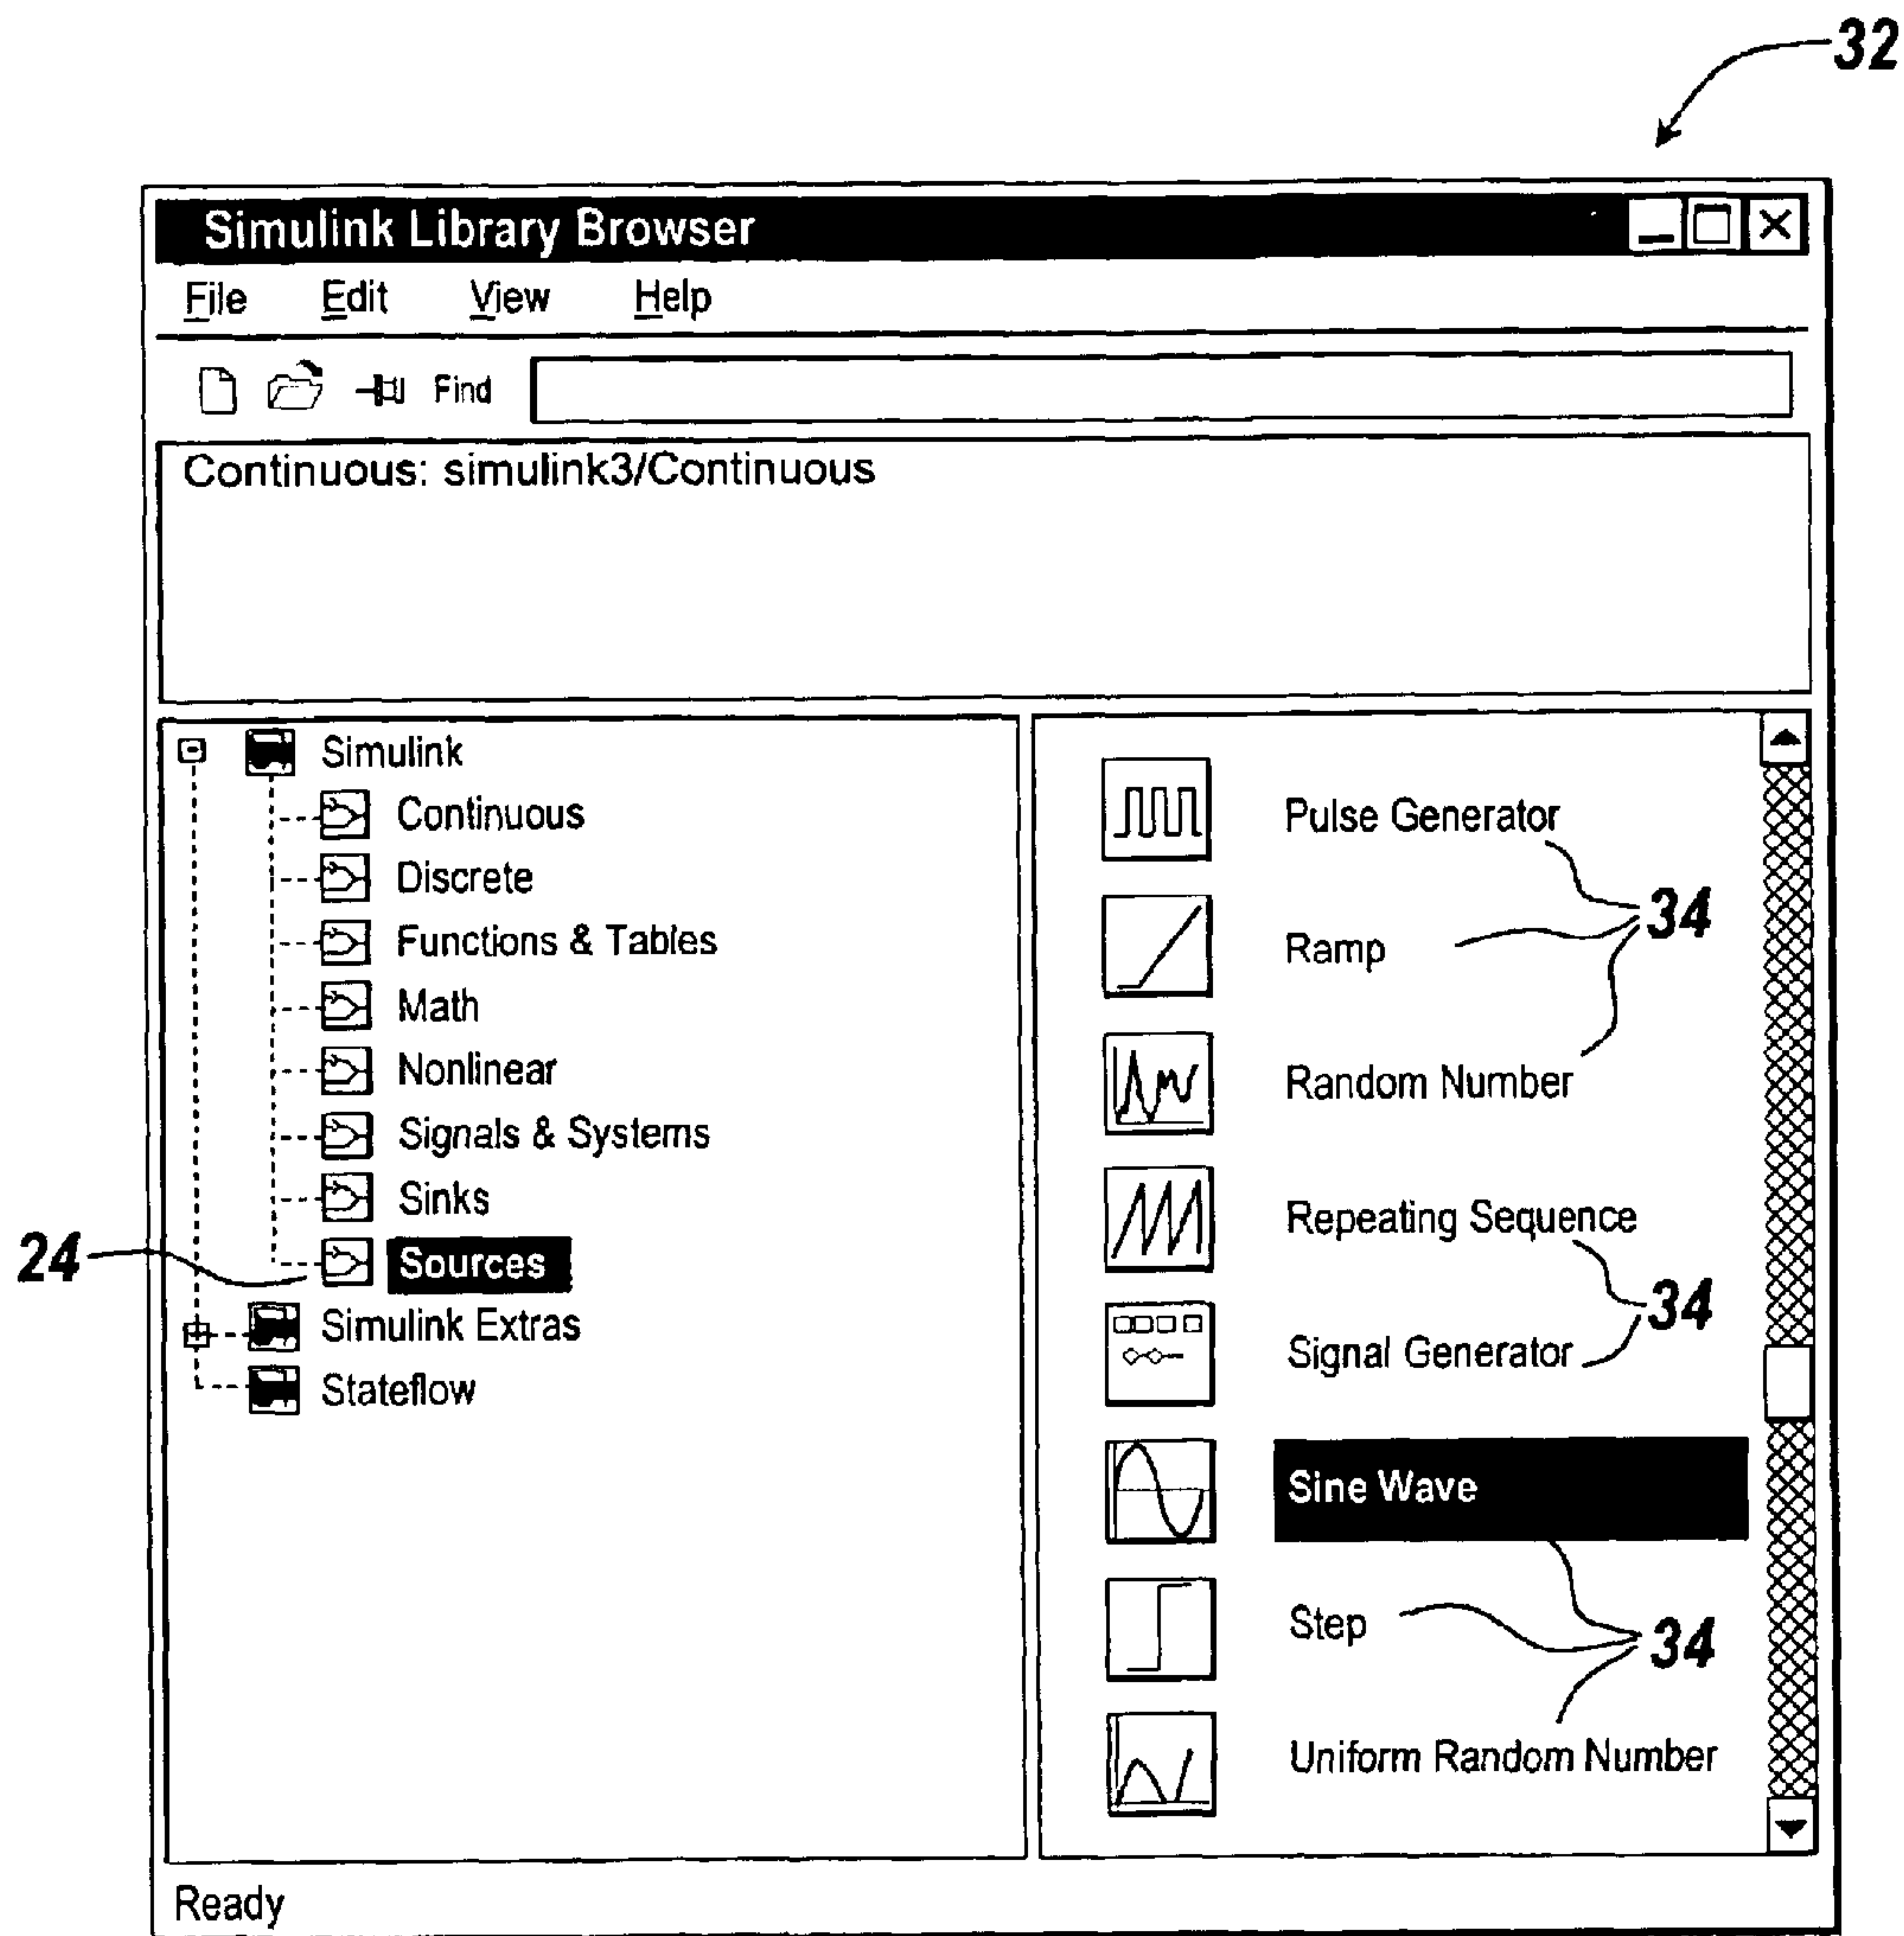 32
Simulink Library Browser
File Edit View Help
Find
Continuous: simulink3/Continuous
Simulink
Continuous
Discrete
Functions & Tables
Math
Nonlinear
Signals & Systems
Sinks
24
Sources
Simulink Extras
Stateflow
Pulse Generator
34
Ramp
Random Number
Repeating Sequence
34
Signal Generator
Sine Wave
Step
34
Uniform Random Number
Ready